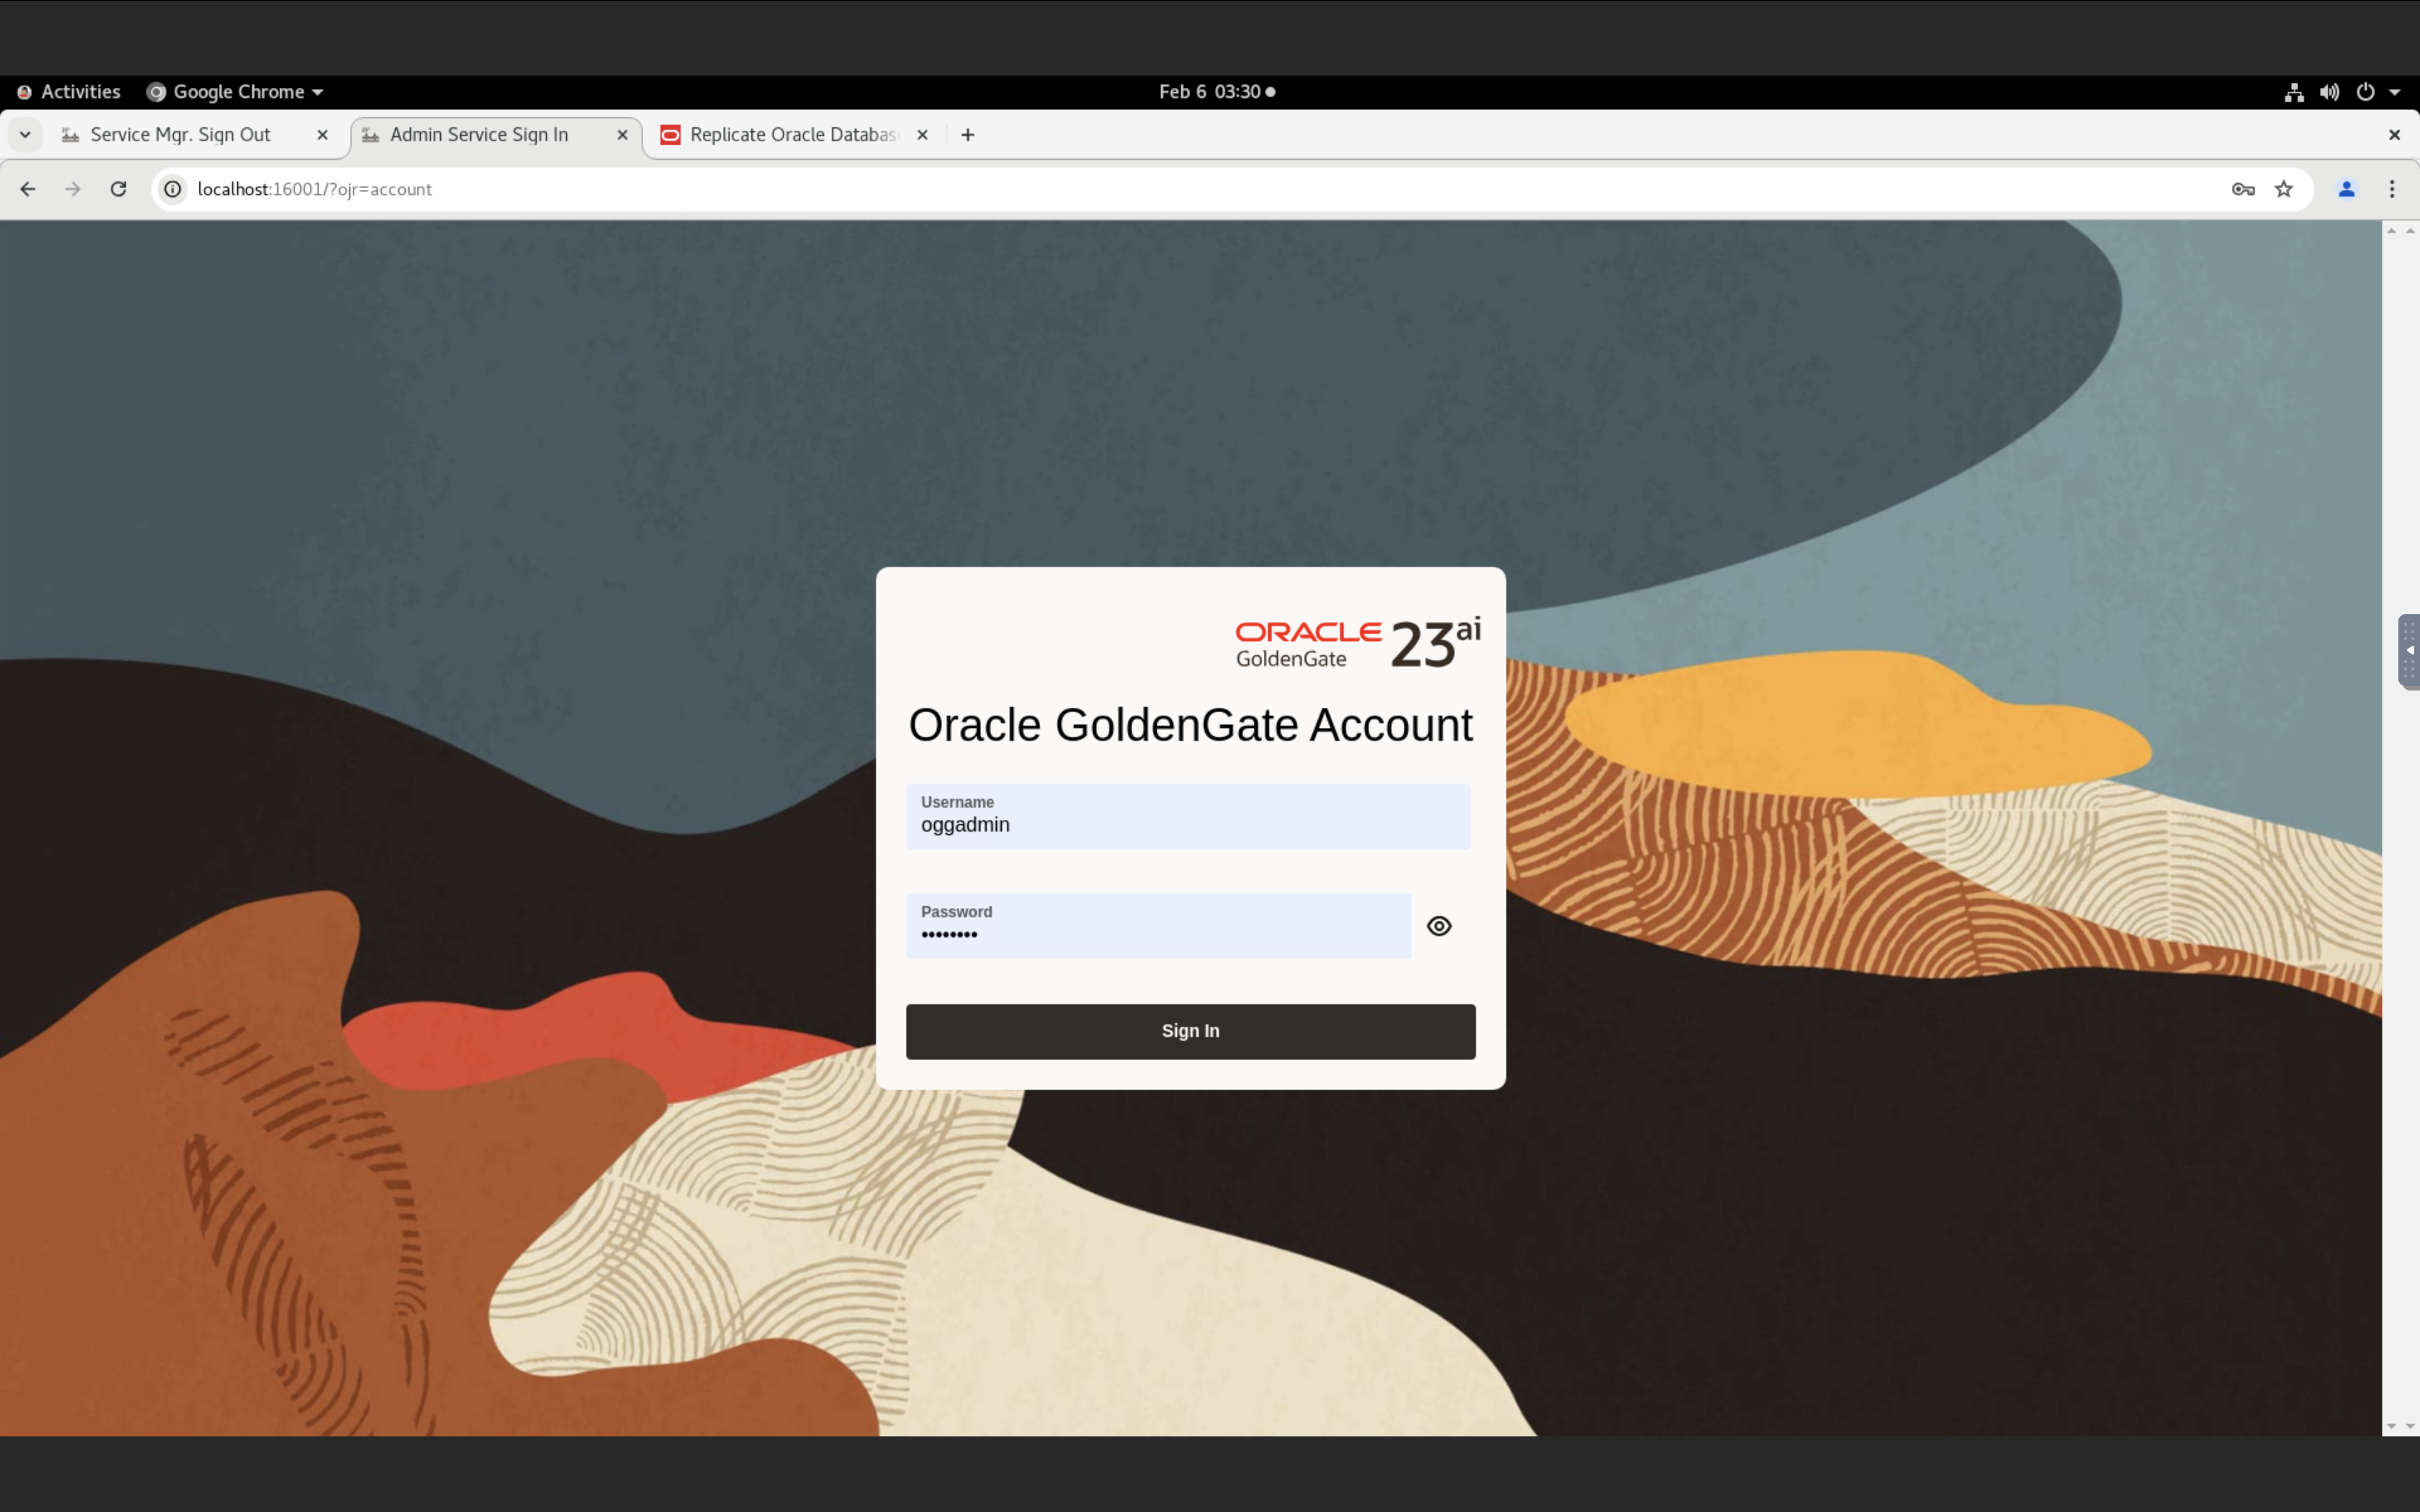 Activities Google Chrome Feb 6 03:30
Service Mgr. Sign Out Admin Service Sign In Replicate Oracle Databas
localhost:16001/?ojr=account
ORACLE 23ai
GoldenGate
Oracle GoldenGate Account
Username
oggadmin
Password
••••••••
Sign In